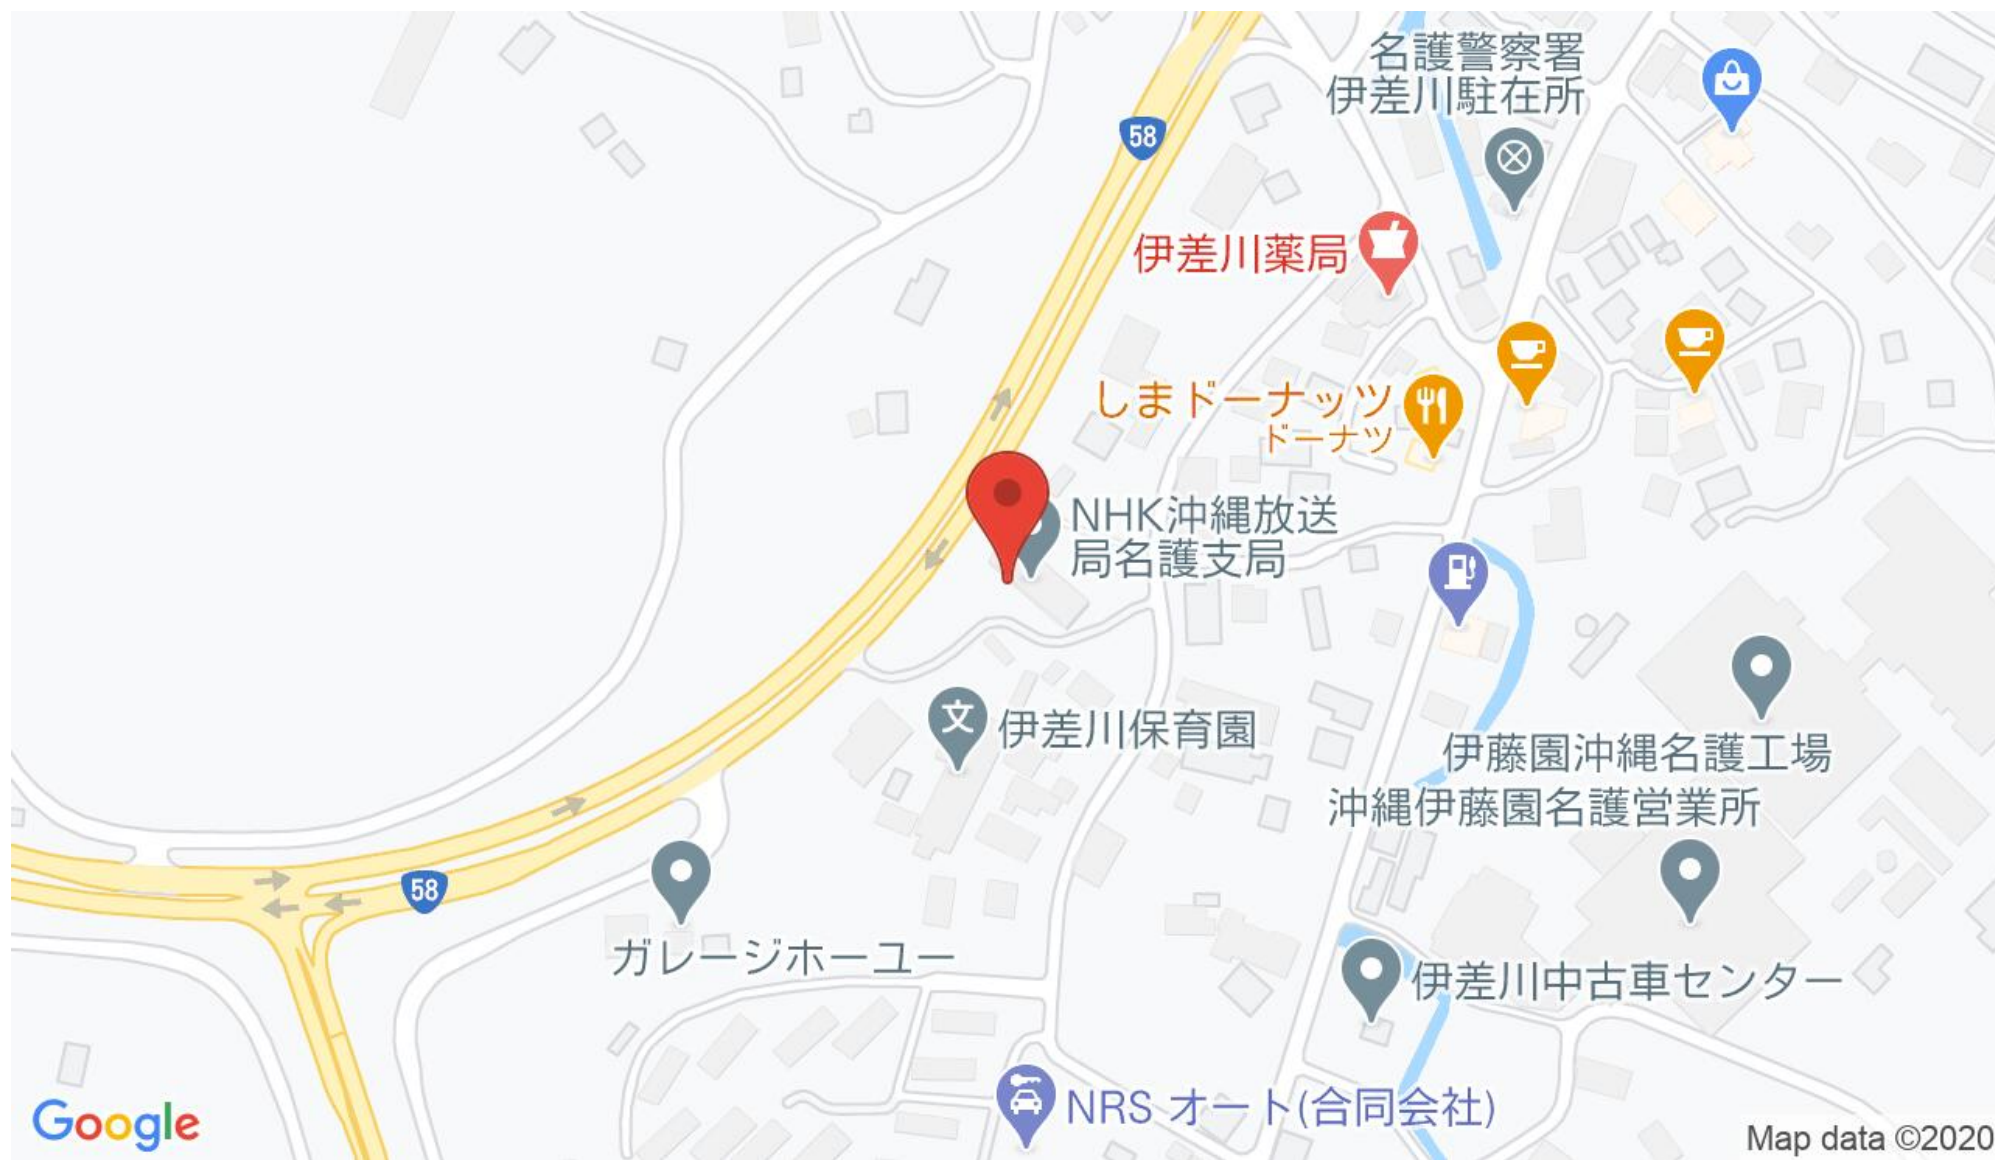 名護警察署
伊差川駐在所
58
伊差川薬局
しまドーナッツ
ドーナツ
NHK沖縄放送
局名護支局
文
伊差川保育園
伊藤園沖縄名護工場
沖縄伊藤園名護営業所
58
ガレージホーユー
伊差川中古車センター
NRS オート(合同会社)
Google
Map data ©2020